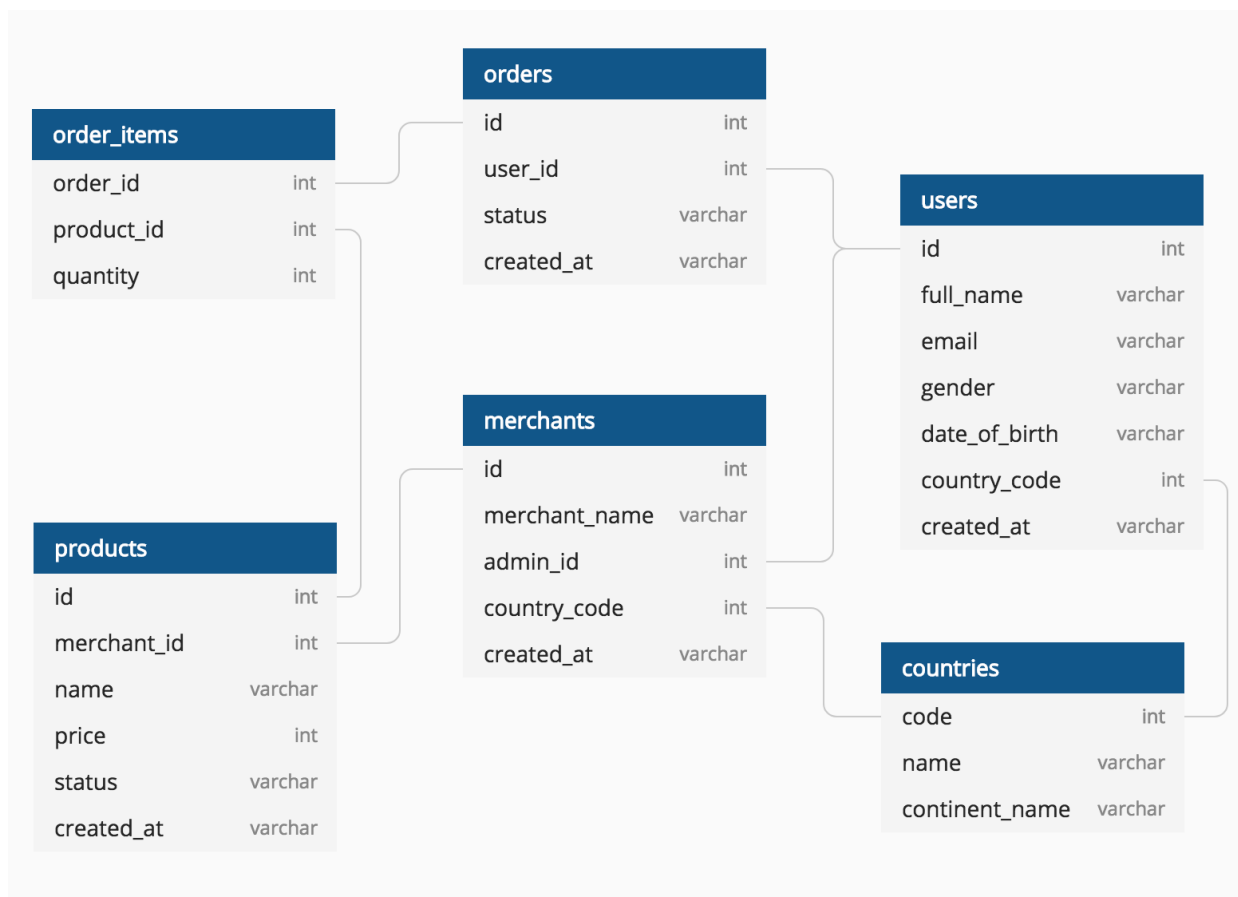 order_items
order_id int
product_id int
quantity int
orders
id int
user_id int
status varchar
created_at varchar
users
id int
full_name varchar
email varchar
gender varchar
date_of_birth varchar
country_code int
created_at varchar
merchants
id int
merchant_name varchar
admin_id int
country_code int
created_at varchar
products
id int
merchant_id int
name varchar
price int
status varchar
created_at varchar
countries
code int
name varchar
continent_name varchar